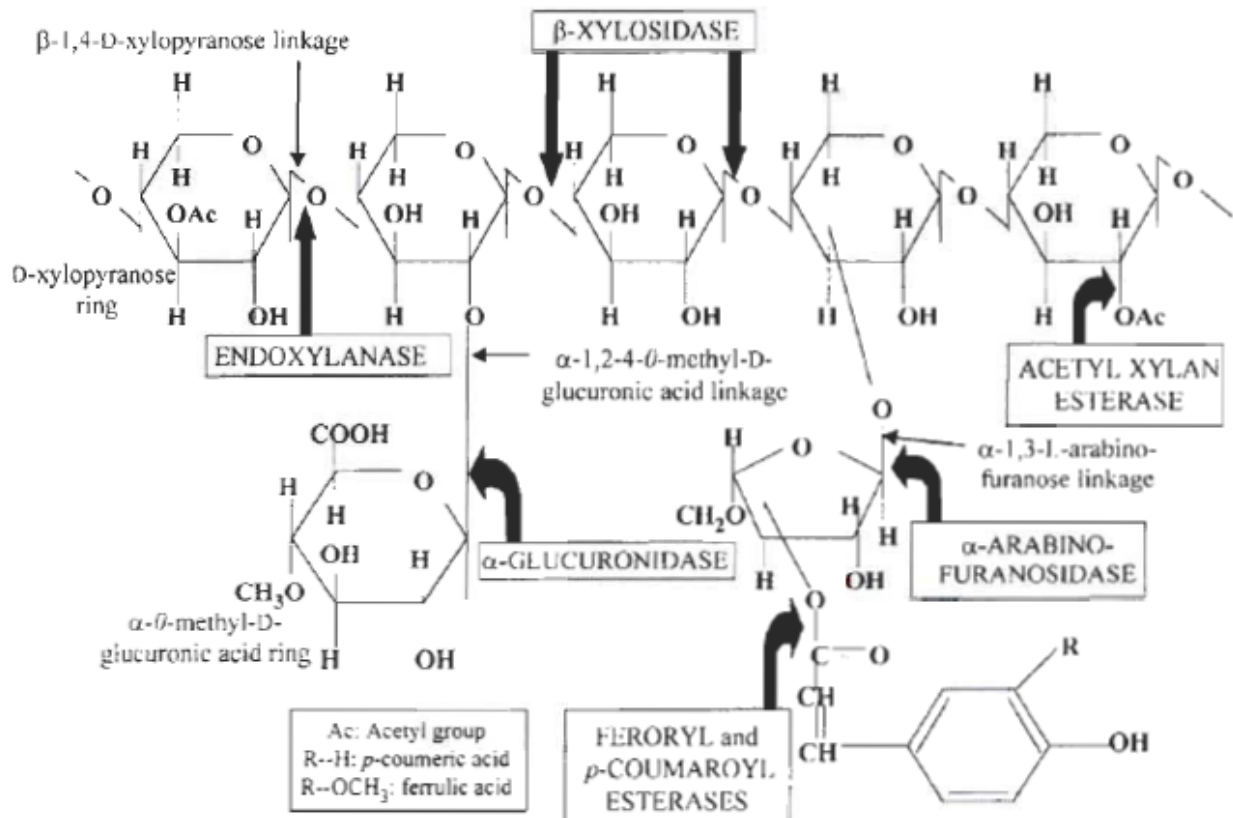 β-XYLOSIDASE
β-1,4-D-xylopyranose linkage
H H H H H
O O O O O
H H H H H
H H H H H
O O O O O O
OAc H OH H OH H H H OH H
D-xylopyranose
ring
H OH H O H OH H OH H OAc
ENDOXYLANASE
α-1,2-4-0-methyl-D-
glucuronic acid linkage
ACETYL XYLAN
ESTERASE
COOH
O
H
H
OH
H
CH₃O
H
OH
α-0-methyl-D-
glucuronic acid ring
α-GLUCURONIDASE
O
H
O
CH₂O
H
H
H
OH
α-1,3-L-arabino-
furanose linkage
α-ARABINO-
FURANOSIDASE
O
C
O
CH
CH
R
OH
Ac: Acetyl group
R--H: p-coumeric acid
R--OCH₃: ferrulic acid
FERORYL and
p-COUMAROYL
ESTERASES